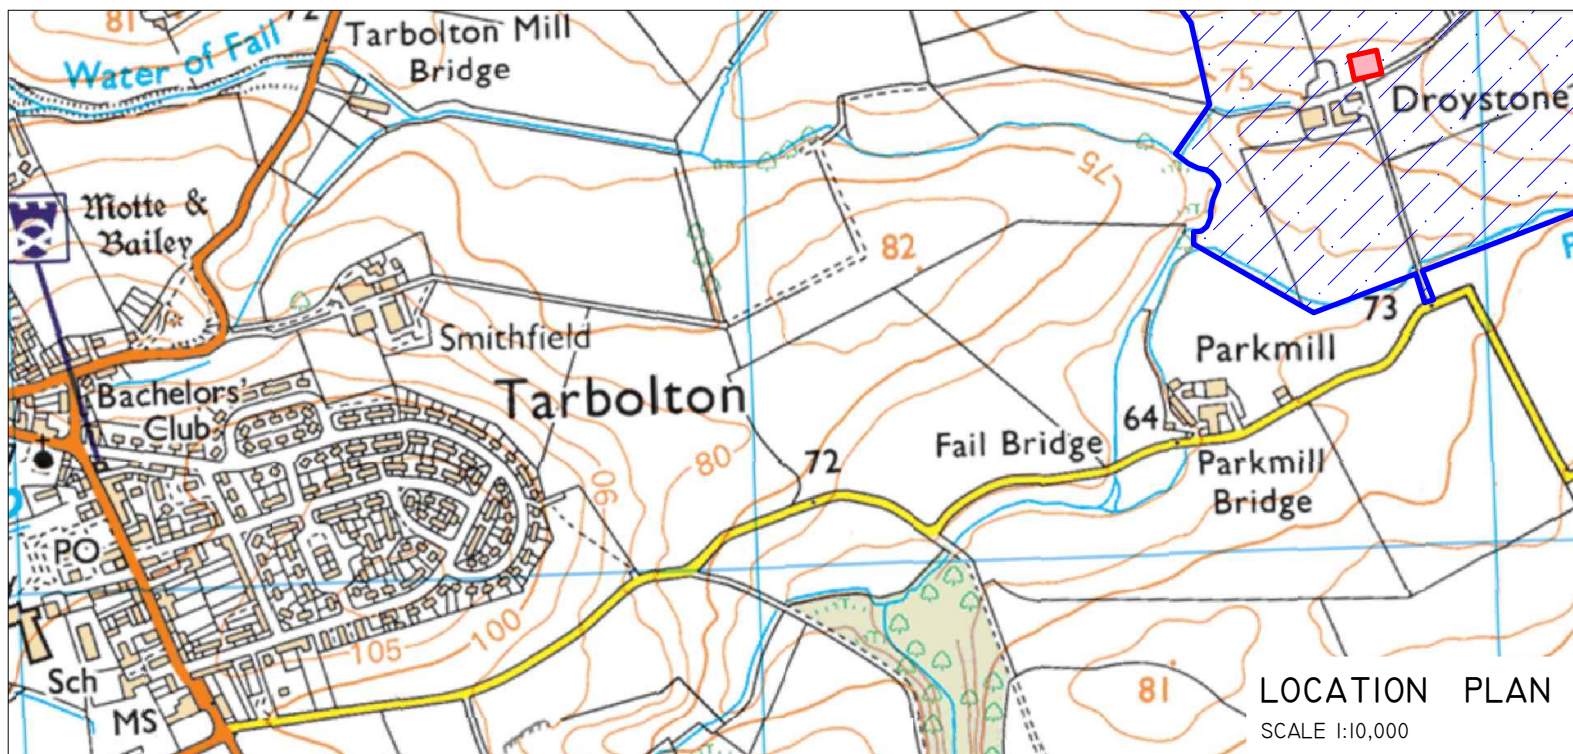 81
72
Water of Fail
Tarbolton Mill
Bridge
75
Droystone
Motte &
Bailey
75
82
73
Smithfield
Parkmill
Tarbolton
Bachelors'
Club
64
Fail Bridge
80
72
90
Parkmill
Bridge
PO
100
105
Sch
MS
81
LOCATION PLAN
SCALE 1:10,000